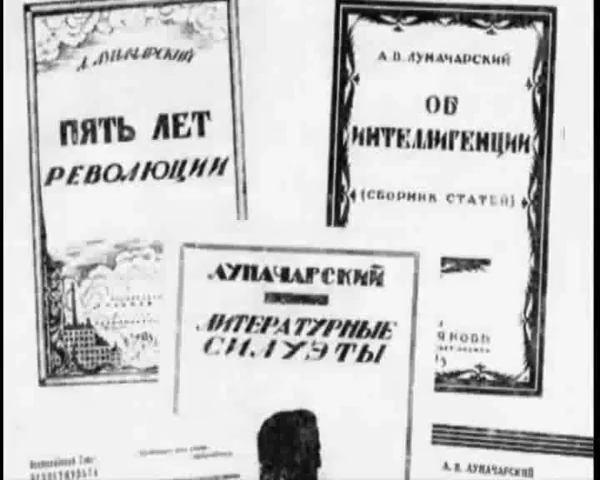 А. ЛУНАЧАРСКИЙ
ПЯТЬ ЛЕТ
РЕВОЛЮЦИИ
А. В. ЛУНАЧАРСКИЙ
ОБ
ИНТЕЛЛИГЕНЦИИ
(СБОРНИК СТАТЕЙ)
ЛУНАЧАРСКИЙ
ЛИТЕРАТУРНЫЕ
СИЛУЭТЫ
А. В. ЛУНАЧАРСКИЙ